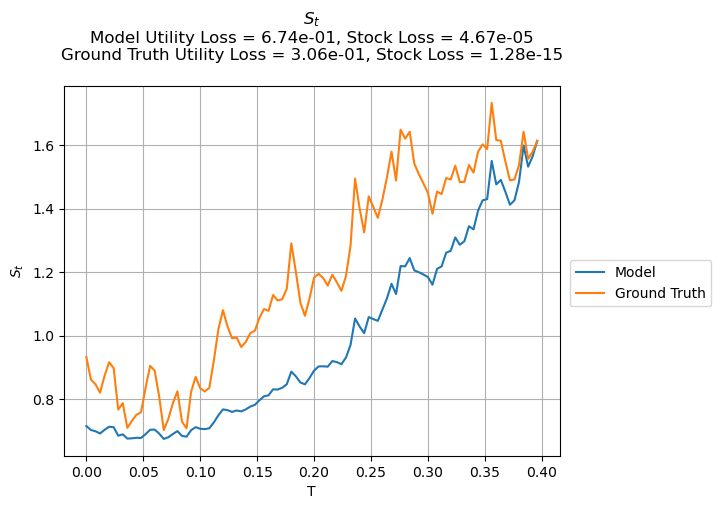 S_t
Model Utility Loss = 6.74e-01, Stock Loss = 4.67e-05
Ground Truth Utility Loss = 3.06e-01, Stock Loss = 1.28e-15
1.6
1.4
1.2
1.0
0.8
S_t
0.00 0.05 0.10 0.15 0.20 0.25 0.30 0.35 0.40
T
Model
Ground Truth